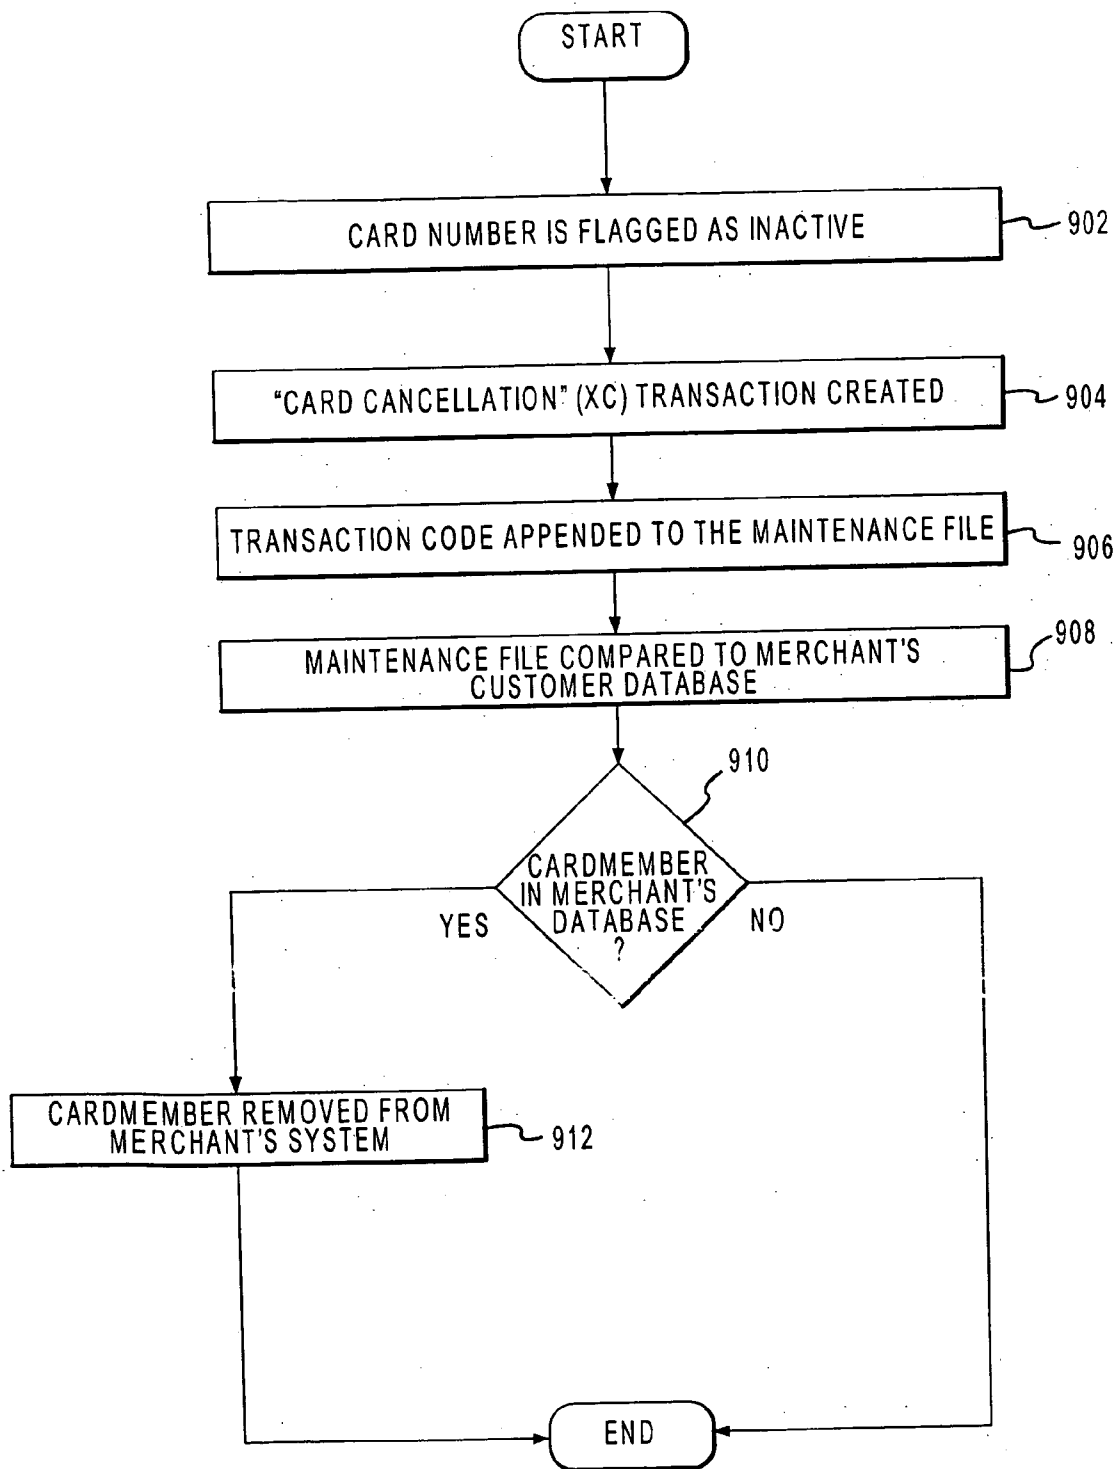 START
CARD NUMBER IS FLAGGED AS INACTIVE
902
"CARD CANCELLATION" (XC) TRANSACTION CREATED
904
TRANSACTION CODE APPENDED TO THE MAINTENANCE FILE
906
MAINTENANCE FILE COMPARED TO MERCHANT'S
CUSTOMER DATABASE
908
910
CARDMEMBER
IN MERCHANT'S
DATABASE
?
YES
NO
CARDMEMBER REMOVED FROM
MERCHANT'S SYSTEM
912
END